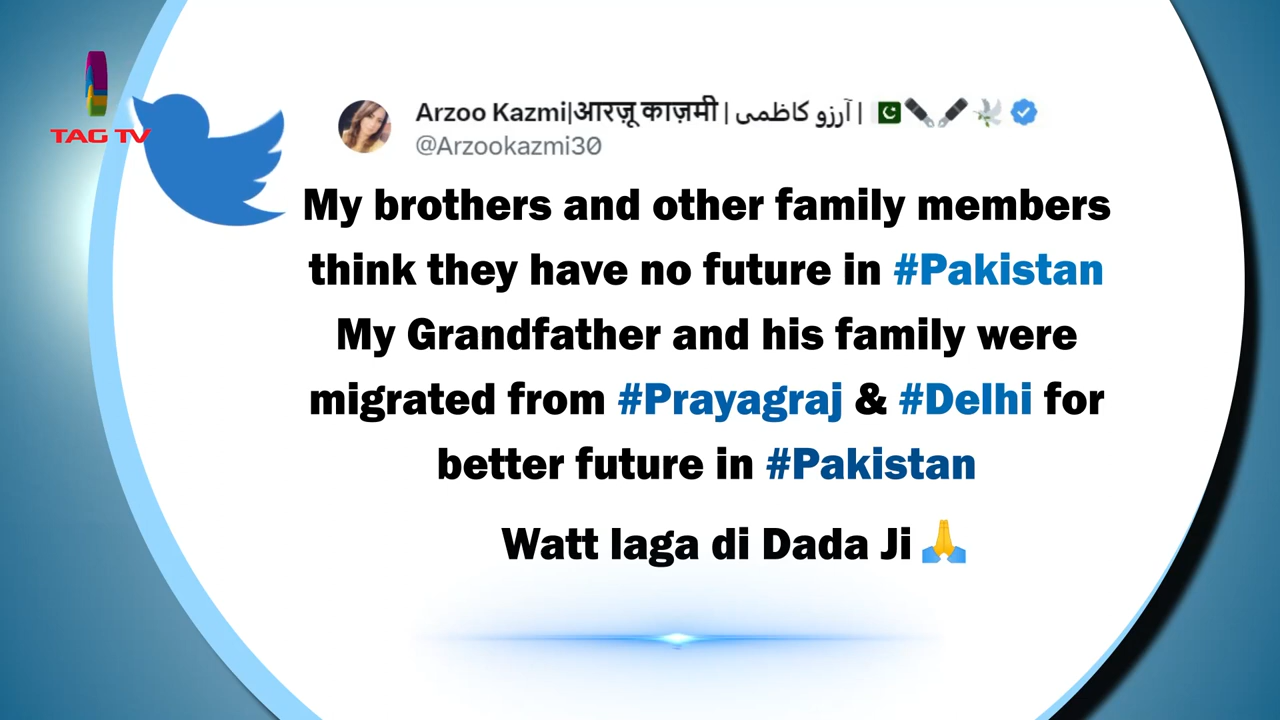 TAG TV
Arzoo Kazmi|आरज़ू काज़मी | آرزو کاظمی |
@Arzookazmi30
My brothers and other family members
think they have no future in #Pakistan
My Grandfather and his family were
migrated from #Prayagraj & #Delhi for
better future in #Pakistan
Watt laga di Dada Ji